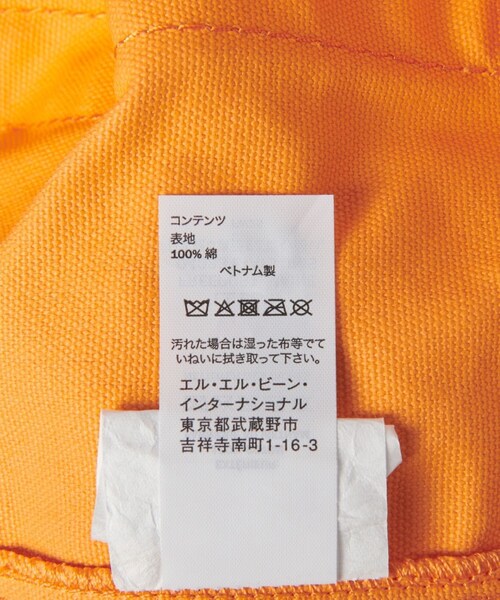 コンテンツ
表地
100% 綿
ベトナム製
汚れた場合は湿った布等でて
いねいに拭き取って下さい。
エル・エル・ビーン・
インターナショナル
東京都武蔵野市
吉祥寺南町1-16-3